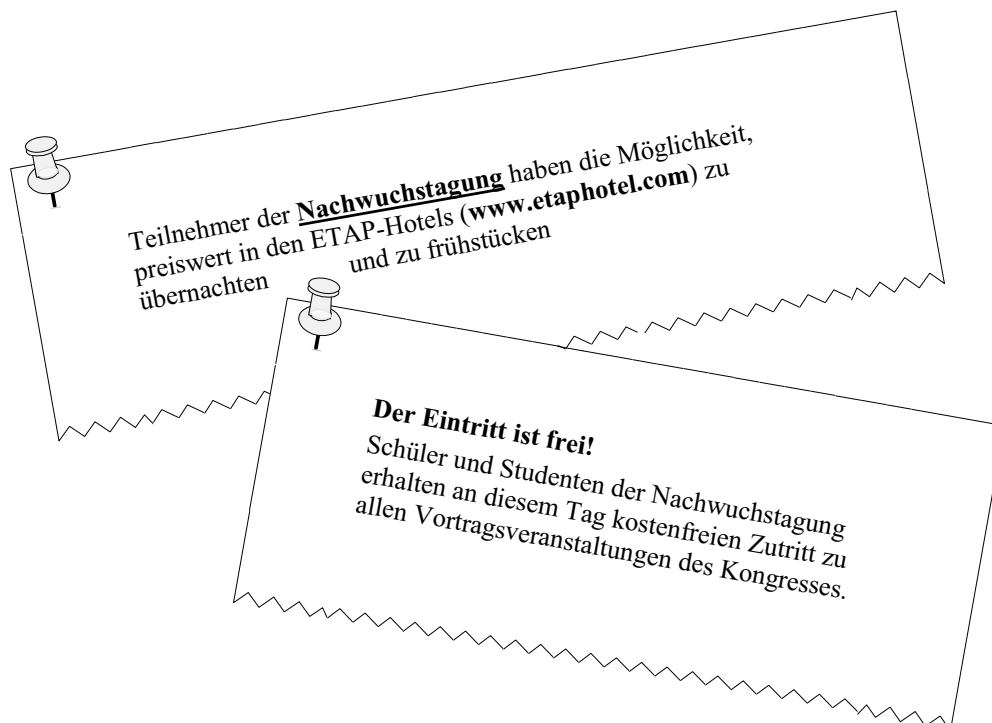 Teilnehmer der Nachwuchstagung haben die Möglichkeit,
preiswert in den ETAP-Hotels (www.etaphotel.com) zu
übernachten und zu frühstücken
Der Eintritt ist frei!
Schüler und Studenten der Nachwuchstagung
erhalten an diesem Tag kostenfreien Zutritt zu
allen Vortragsveranstaltungen des Kongresses.